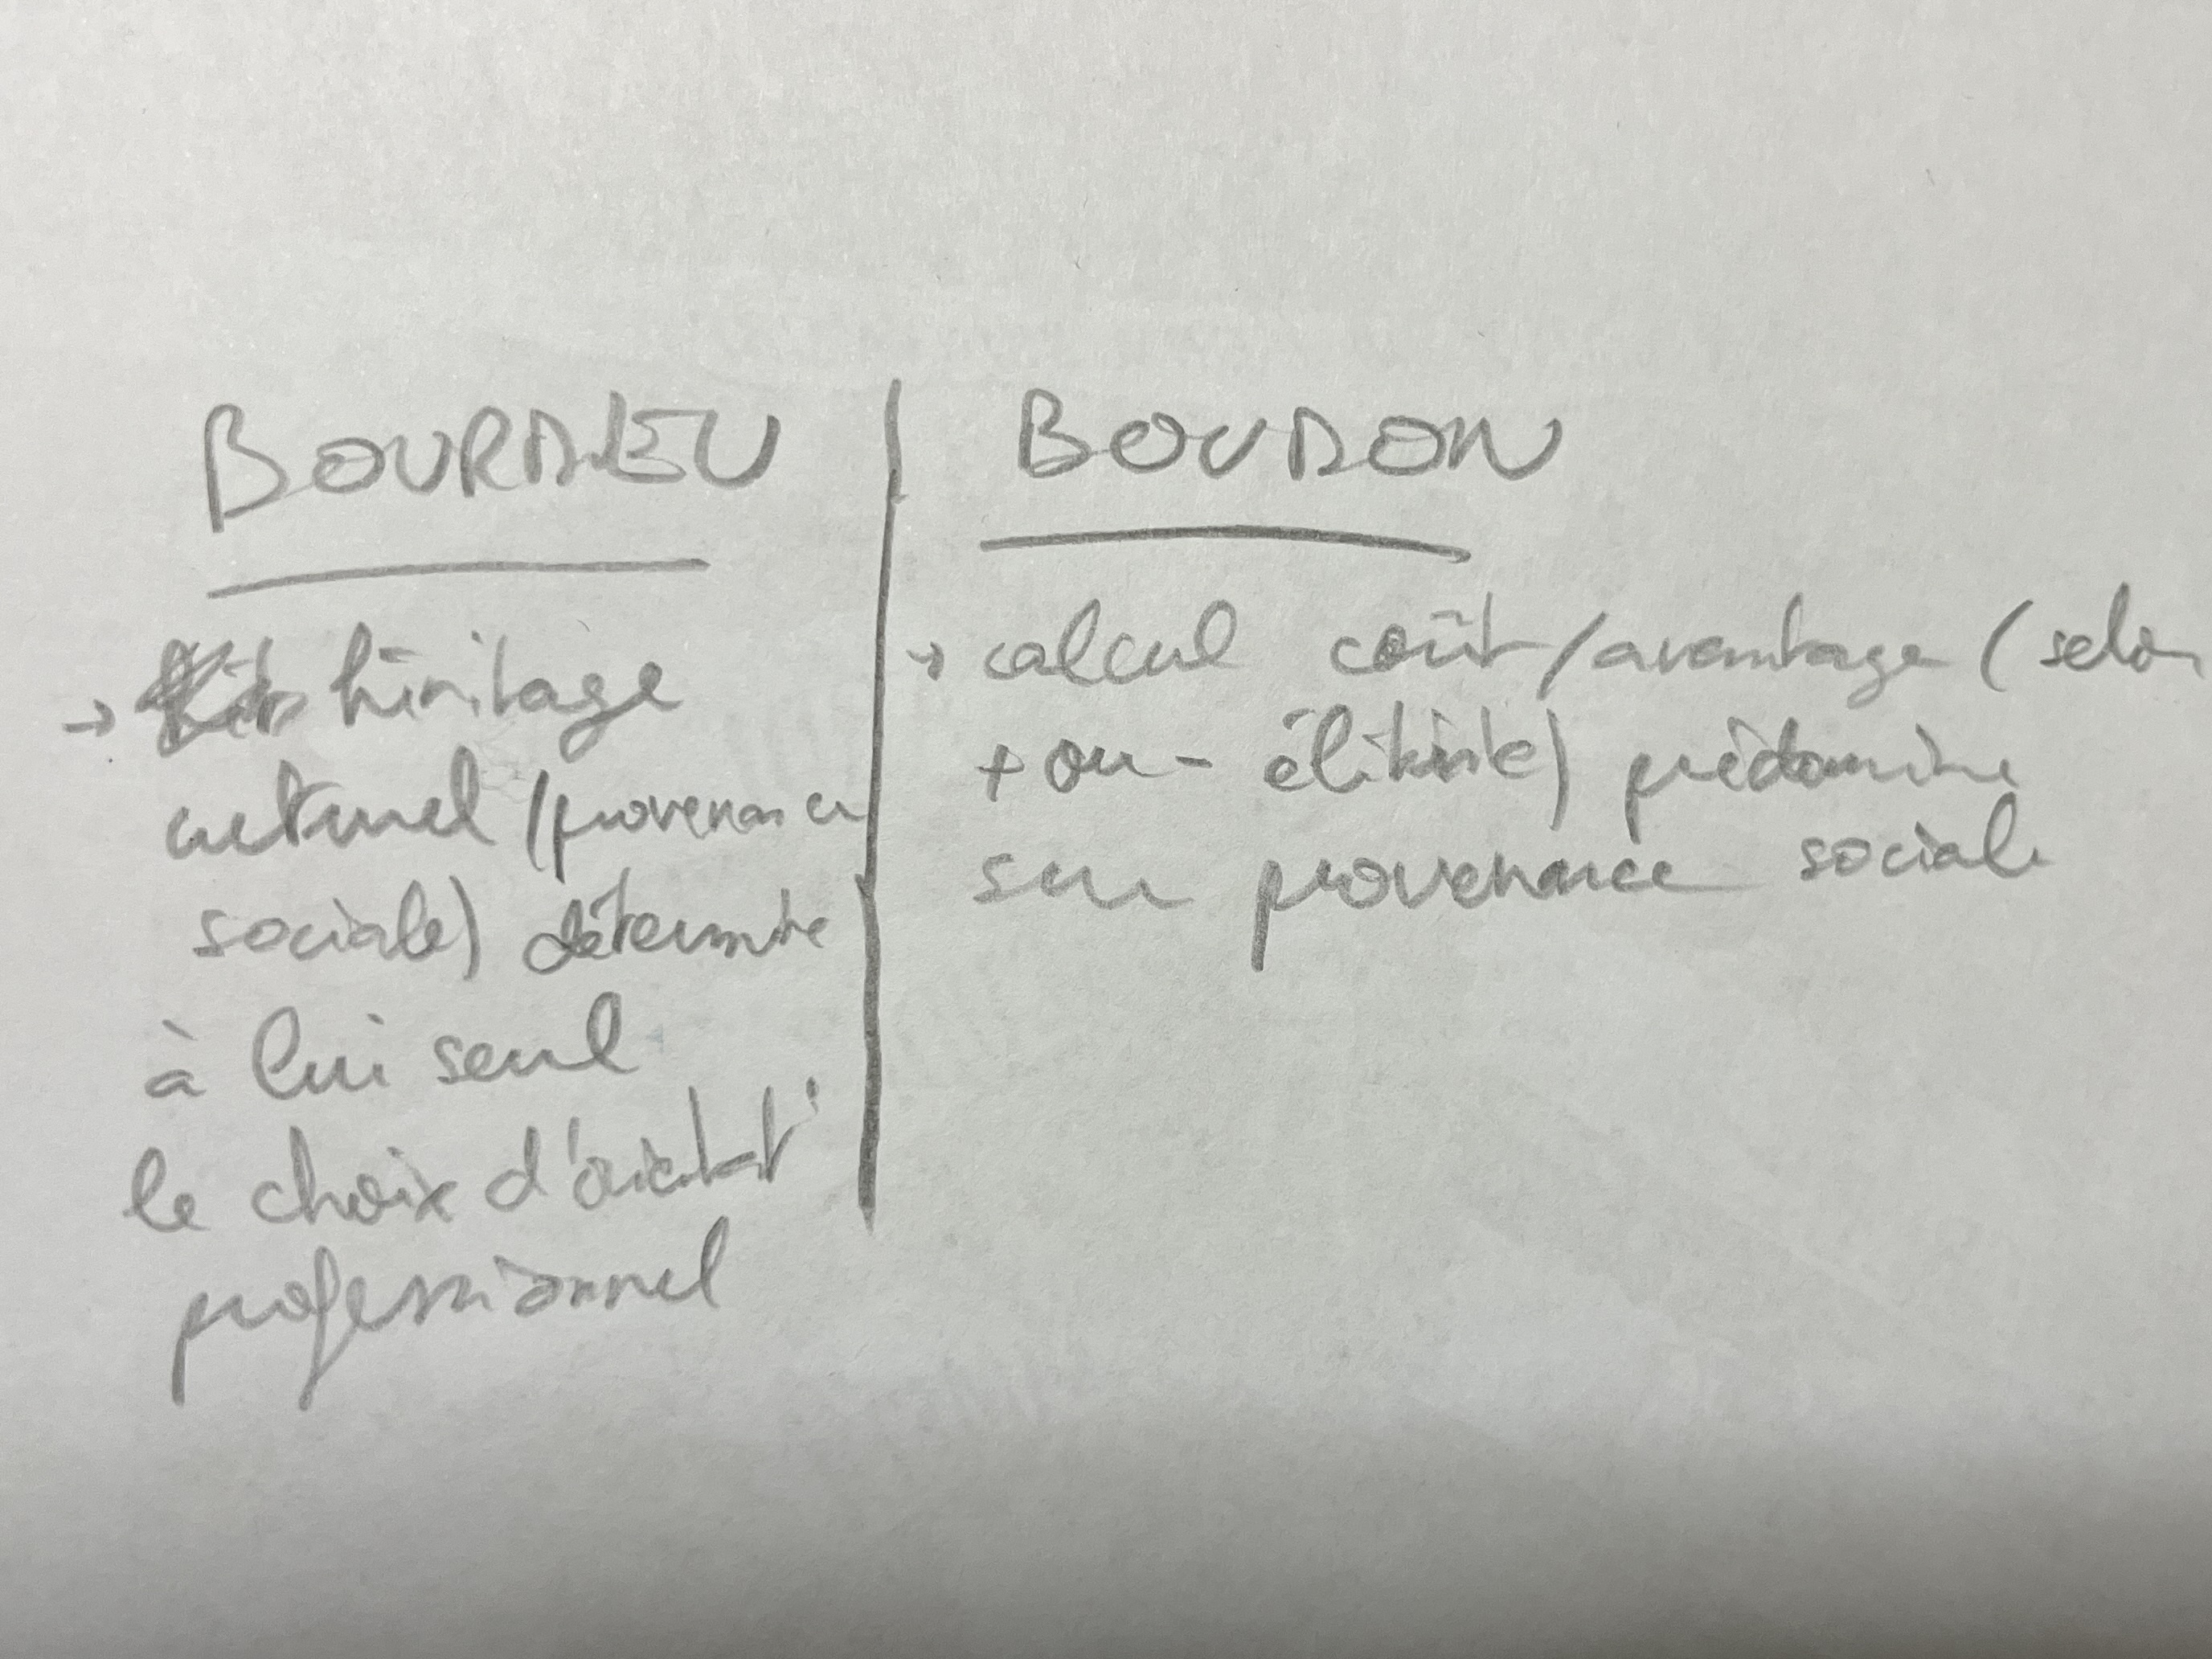 BOURDIEU
→ héritage
culturel (provenance
sociale) détermine
à lui seul
le choix d'orientat°
professionnel
BOUDON
→ calcul coût/avantage (selon
+ ou - élitiste) prédomine
sur provenance sociale